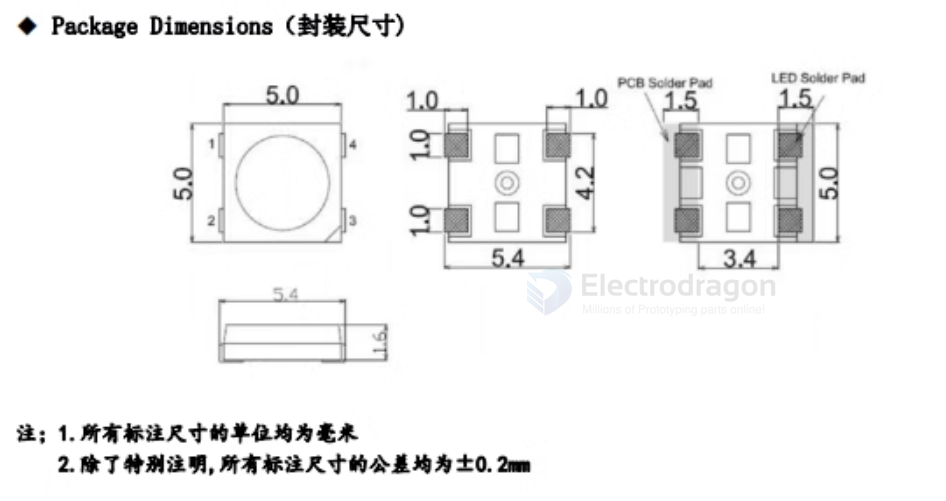 ◆ Package Dimensions（封装尺寸)
PCB Solder Pad
LED Solder Pad
5.0
1.0
1.0
1.5
1.5
1
4
5.0
2
3
1.0
1.0
4.2
5.0
5.4
3.4
Electrodragon
Millions of Prototyping parts online!
5.4
1.6
注；1.所有标注尺寸的单位均为毫米
2.除了特别注明,所有标注尺寸的公差均为±0.2mm